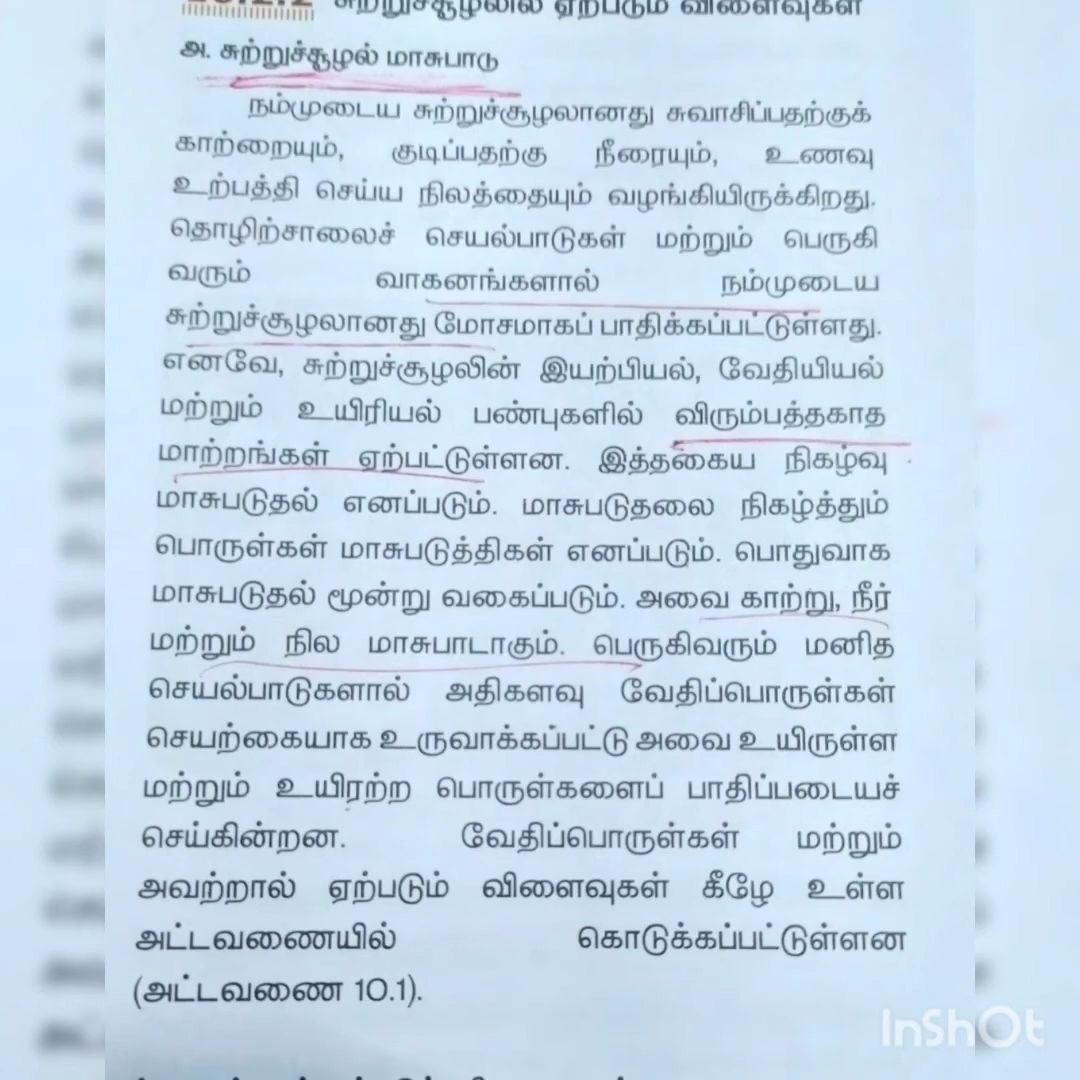 சுற்றுச்சூழலில் ஏற்படும் விளைவுகள்
அ. சுற்றுச்சூழல் மாசுபாடு
நம்முடைய சுற்றுச்சூழலானது சுவாசிப்பதற்குக்
காற்றையும், குடிப்பதற்கு நீரையும், உணவு
உற்பத்தி செய்ய நிலத்தையும் வழங்கியிருக்கிறது.
தொழிற்சாலைச் செயல்பாடுகள் மற்றும் பெருகி
வரும் வாகனங்களால் நம்முடைய
சுற்றுச்சூழலானது மோசமாகப் பாதிக்கப்பட்டுள்ளது.
எனவே, சுற்றுச்சூழலின் இயற்பியல், வேதியியல்
மற்றும் உயிரியல் பண்புகளில் விரும்பத்தகாத
மாற்றங்கள் ஏற்பட்டுள்ளன. இத்தகைய நிகழ்வு
மாசுபடுதல் எனப்படும். மாசுபடுதலை நிகழ்த்தும்
பொருள்கள் மாசுபடுத்திகள் எனப்படும். பொதுவாக
மாசுபடுதல் மூன்று வகைப்படும். அவை காற்று, நீர்
மற்றும் நில மாசுபாடாகும். பெருகிவரும் மனித
செயல்பாடுகளால் அதிகளவு வேதிப்பொருள்கள்
செயற்கையாக உருவாக்கப்பட்டு அவை உயிருள்ள
மற்றும் உயிரற்ற பொருள்களைப் பாதிப்படையச்
செய்கின்றன. வேதிப்பொருள்கள் மற்றும்
அவற்றால் ஏற்படும் விளைவுகள் கீழே உள்ள
அட்டவணையில் கொடுக்கப்பட்டுள்ளன
(அட்டவணை 10.1).
InShOt